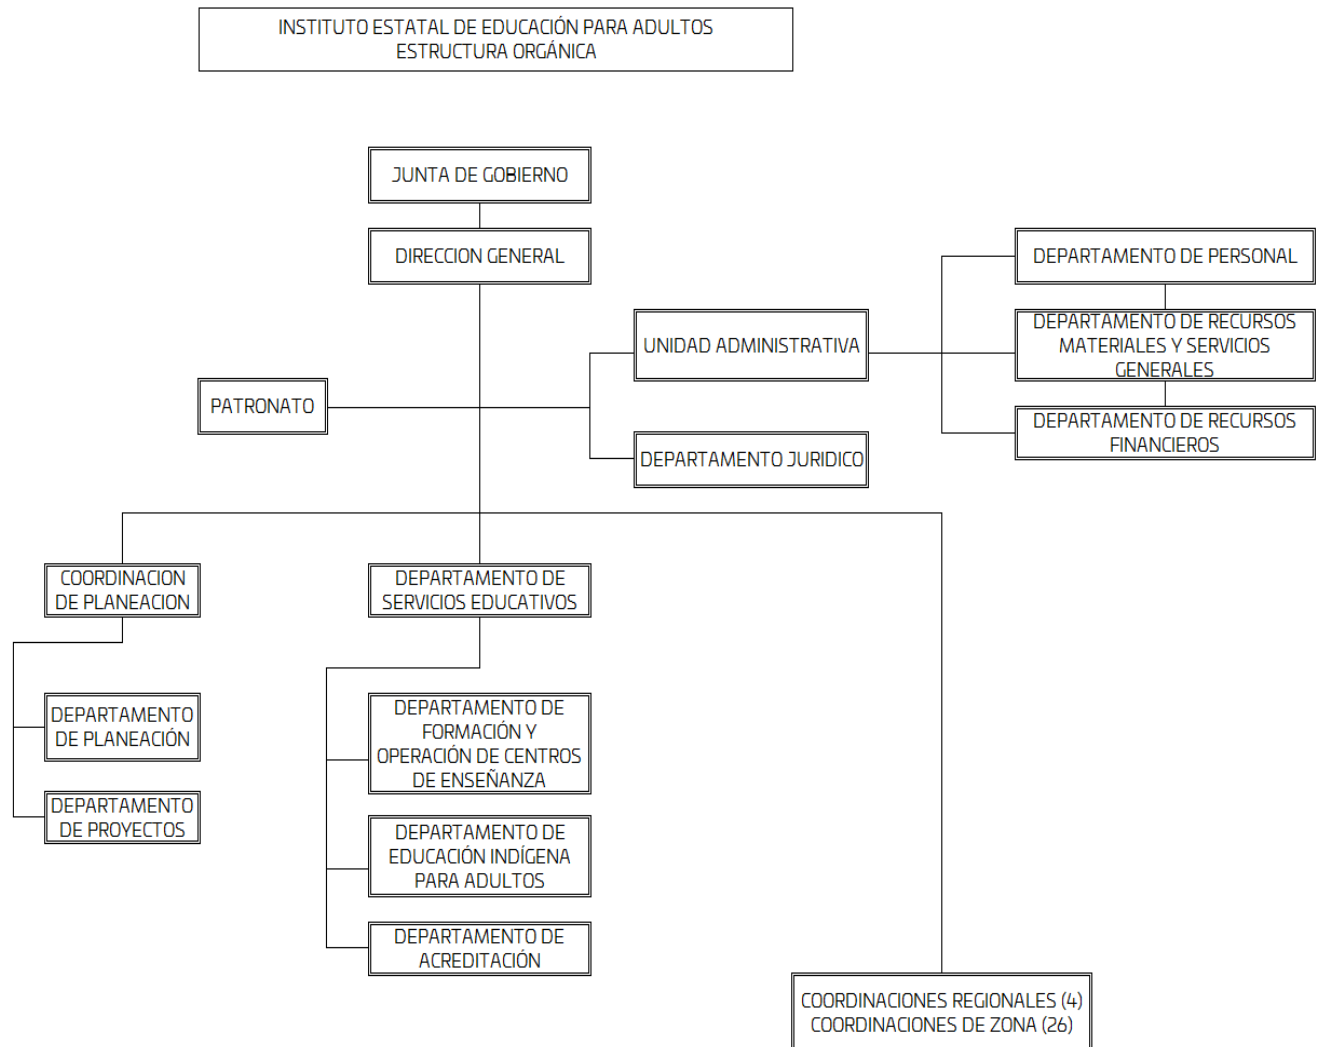 INSTITUTO ESTATAL DE EDUCACIÓN PARA ADULTOS
ESTRUCTURA ORGÁNICA
JUNTA DE GOBIERNO
DIRECCION GENERAL
DEPARTAMENTO DE PERSONAL
UNIDAD ADMINISTRATIVA
DEPARTAMENTO DE RECURSOS
MATERIALES Y SERVICIOS
GENERALES
PATRONATO
DEPARTAMENTO DE RECURSOS
FINANCIEROS
DEPARTAMENTO JURIDICO
COORDINACION
DE PLANEACION
DEPARTAMENTO DE
SERVICIOS EDUCATIVOS
DEPARTAMENTO
DE PLANEACIÓN
DEPARTAMENTO
DE PROYECTOS
DEPARTAMENTO DE
FORMACIÓN Y
OPERACIÓN DE CENTROS
DE ENSEÑANZA
DEPARTAMENTO DE
EDUCACIÓN INDÍGENA
PARA ADULTOS
DEPARTAMENTO DE
ACREDITACIÓN
COORDINACIONES REGIONALES (4)
COORDINACIONES DE ZONA (26)